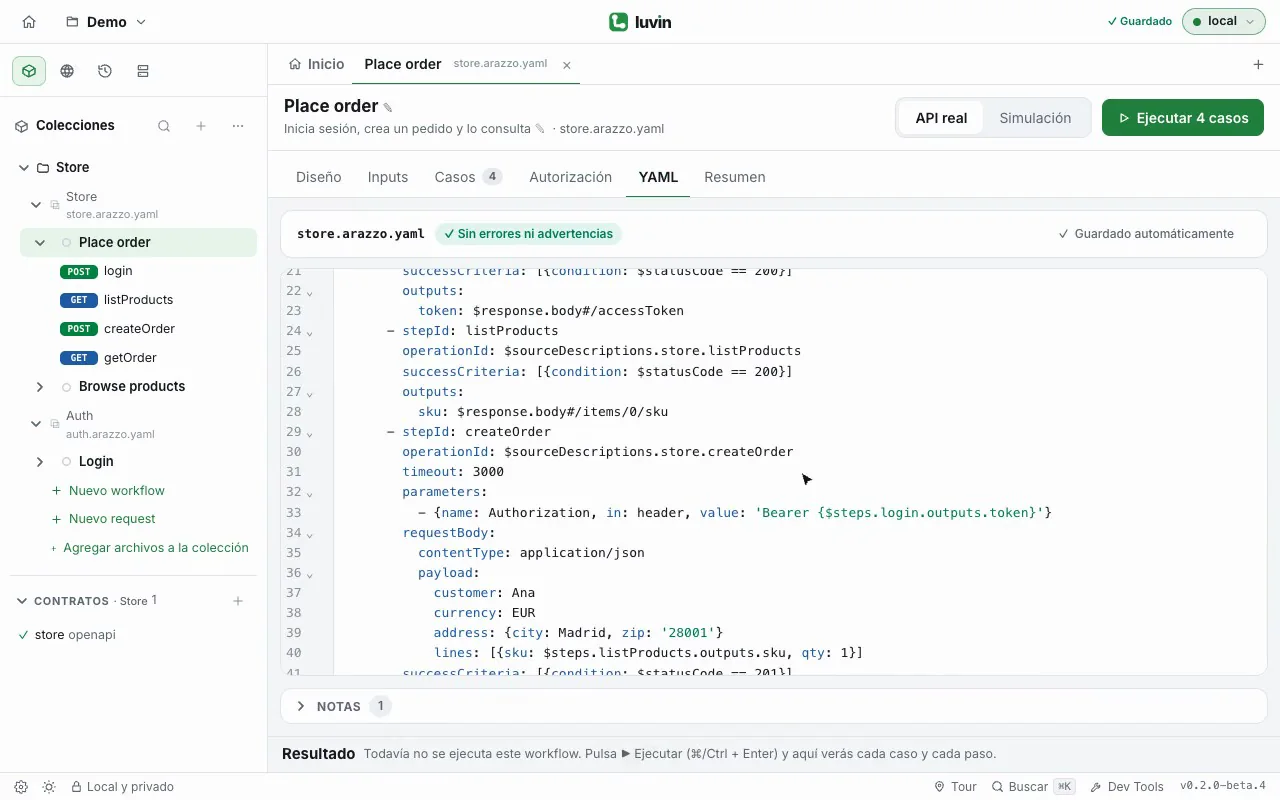 Demo
luvin
Guardado
local
Inicio
Place order store.arazzo.yaml
Colecciones
Store
Store
store.arazzo.yaml
Place order
POST login
GET listProducts
POST createOrder
GET getOrder
Browse products
Auth
auth.arazzo.yaml
Login
+ Nuevo workflow
+ Nuevo request
+ Agregar archivos a la colección
CONTRATOS · Store 1
store openapi
Place order
Inicia sesión, crea un pedido y lo consulta · store.arazzo.yaml
API real
Simulación
Ejecutar 4 casos
Diseño
Inputs
Casos 4
Autorización
YAML
Resumen
store.arazzo.yaml
Sin errores ni advertencias
Guardado automáticamente
21 successCriteria: [{condition: $statusCode == 200}]
22 outputs:
23 token: $response.body#/accessToken
24 - stepId: listProducts
25 operationId: $sourceDescriptions.store.listProducts
26 successCriteria: [{condition: $statusCode == 200}]
27 outputs:
28 sku: $response.body#/items/0/sku
29 - stepId: createOrder
30 operationId: $sourceDescriptions.store.createOrder
31 timeout: 3000
32 parameters:
33 - {name: Authorization, in: header, value: 'Bearer {$steps.login.outputs.token}'}
34 requestBody:
35 contentType: application/json
36 payload:
37 customer: Ana
38 currency: EUR
39 address: {city: Madrid, zip: '28001'}
40 lines: [{sku: $steps.listProducts.outputs.sku, qty: 1}]
41 successCriteria: [{condition: $statusCode == 201}]
NOTAS 1
Resultado Todavía no se ejecuta este workflow. Pulsa ▶ Ejecutar (⌘/Ctrl + Enter) y aquí verás cada caso y cada paso.
Local y privado
Tour
Buscar ⌘K
Dev Tools
v0.2.0-beta.4